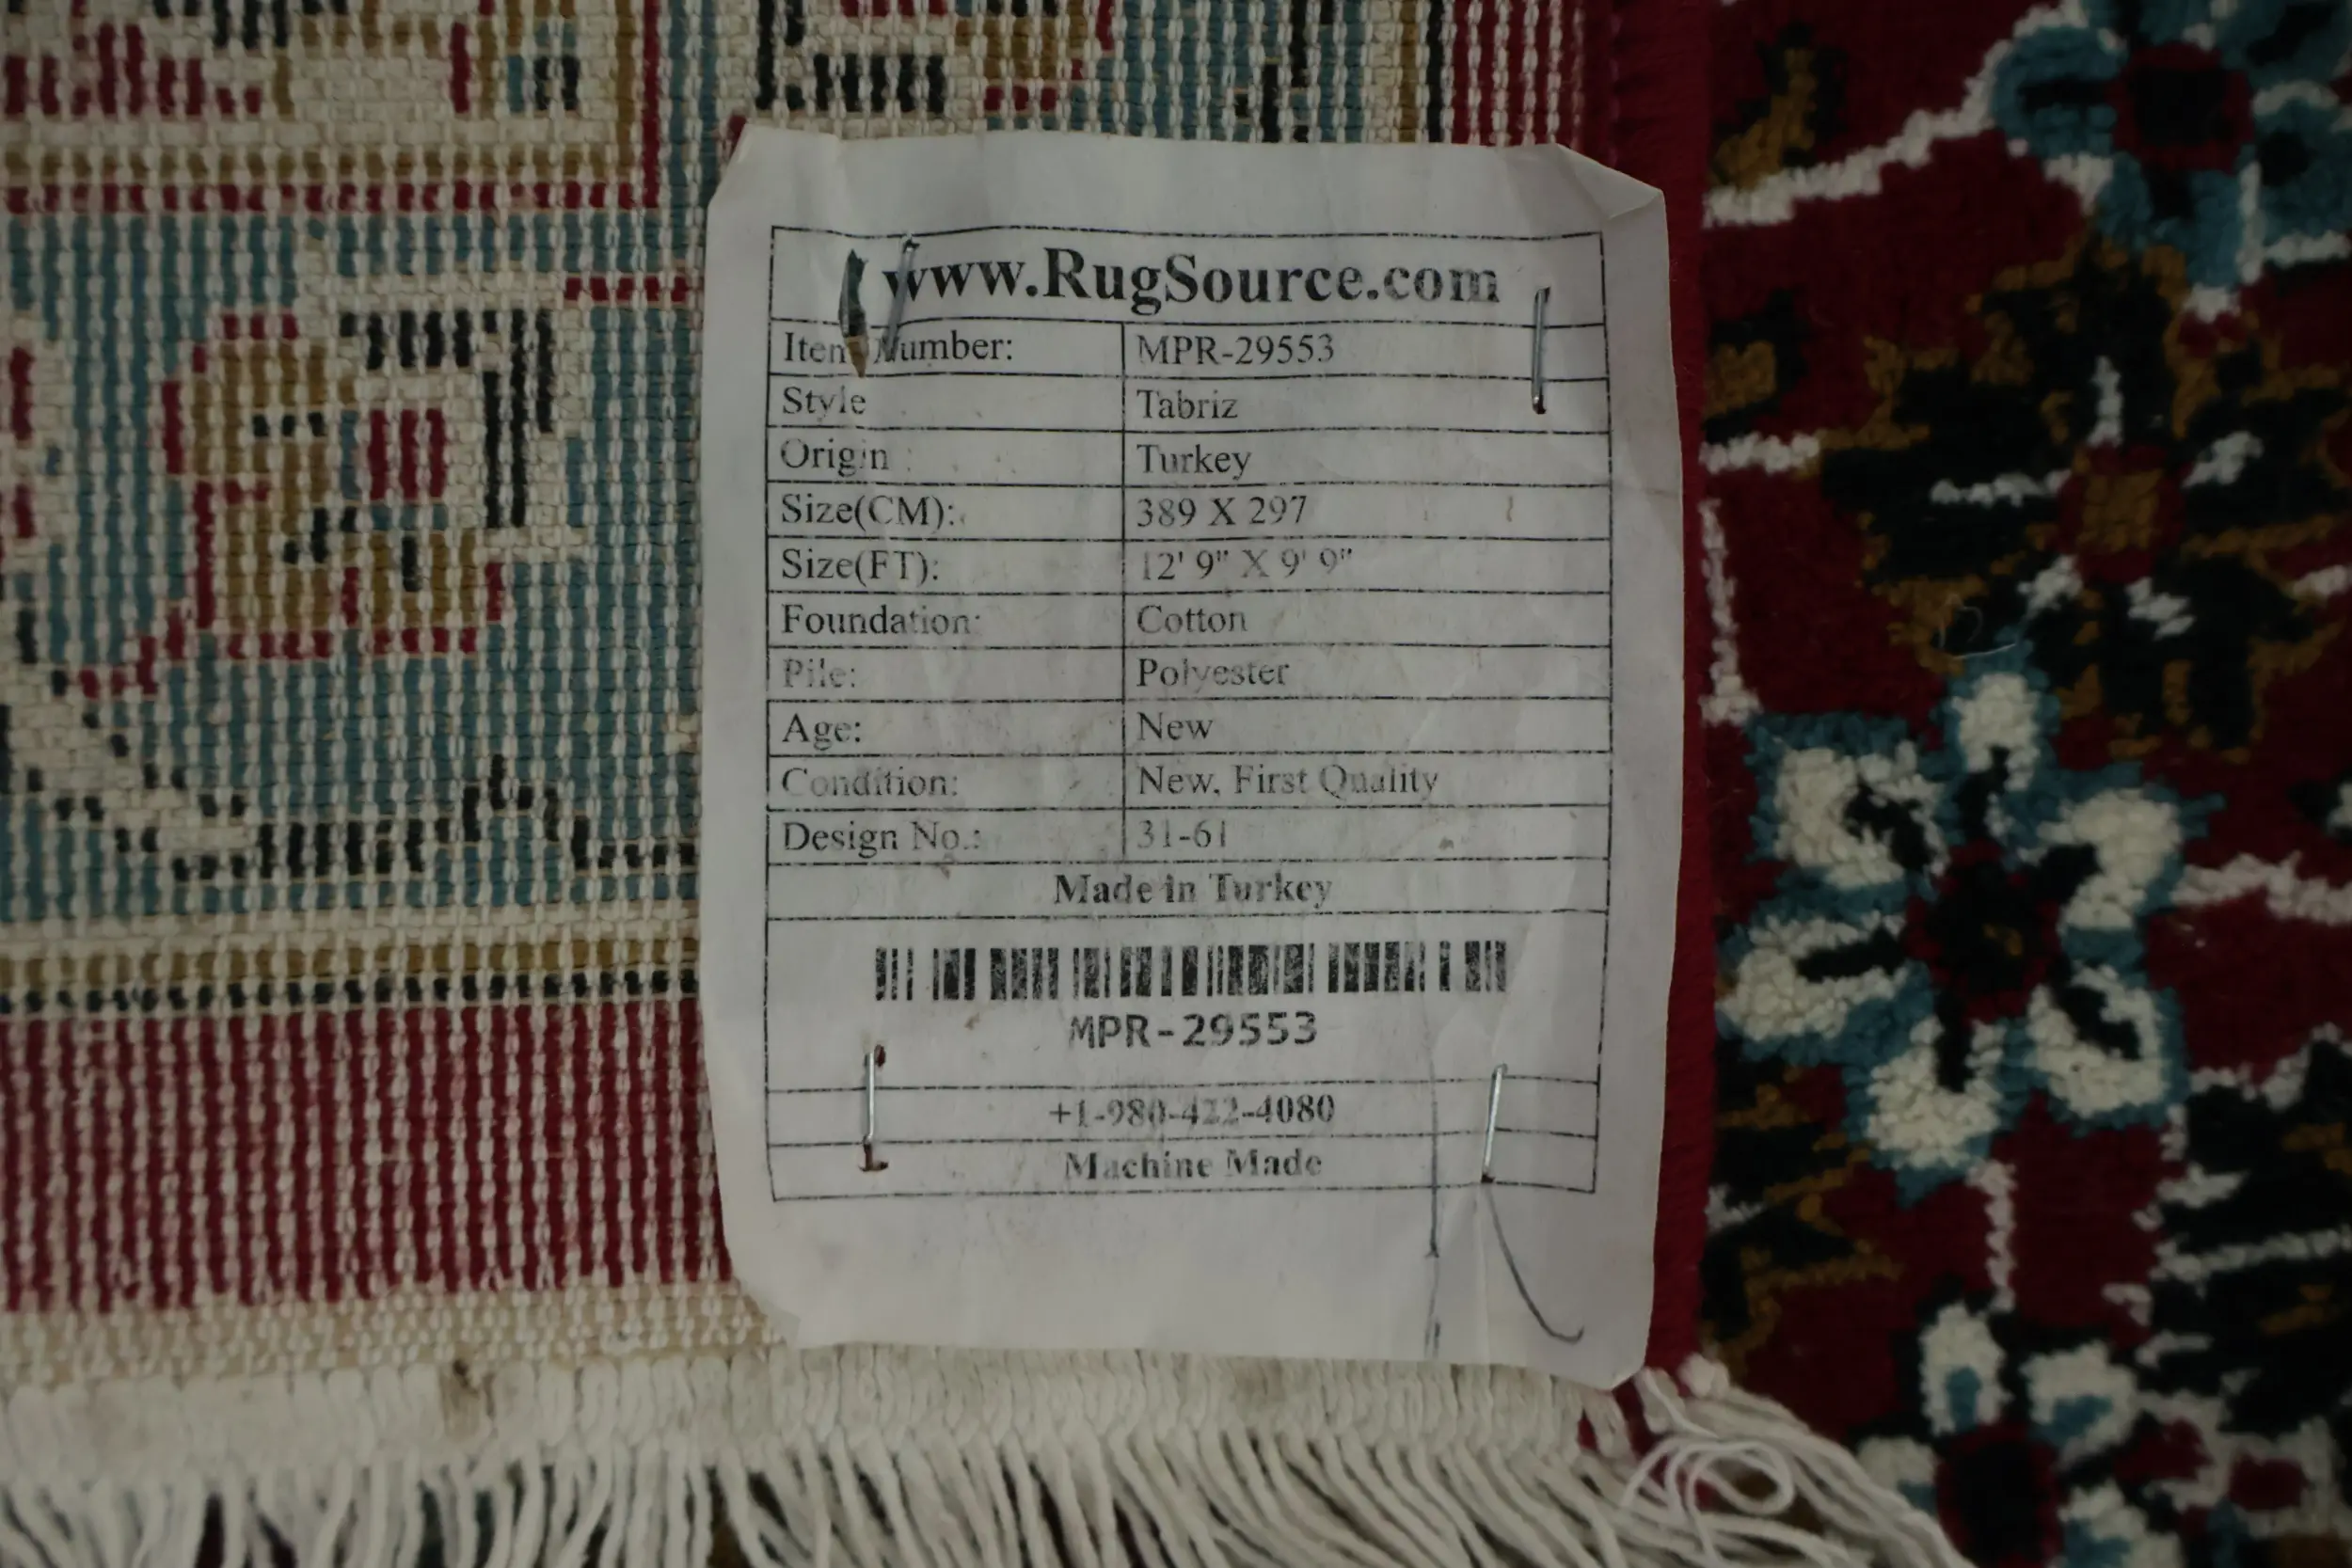 www.RugSource.com
Item Number: MPR-29553
Style Tabriz
Origin : Turkey
Size(CM): 389 X 297
Size(FT): 12' 9" X 9' 9"
Foundation: Cotton
Pile: Polyester
Age: New
Condition: New, First Quality
Design No.: 31-61
Made in Turkey
MPR-29553
+1-980-422-4080
Machine Made